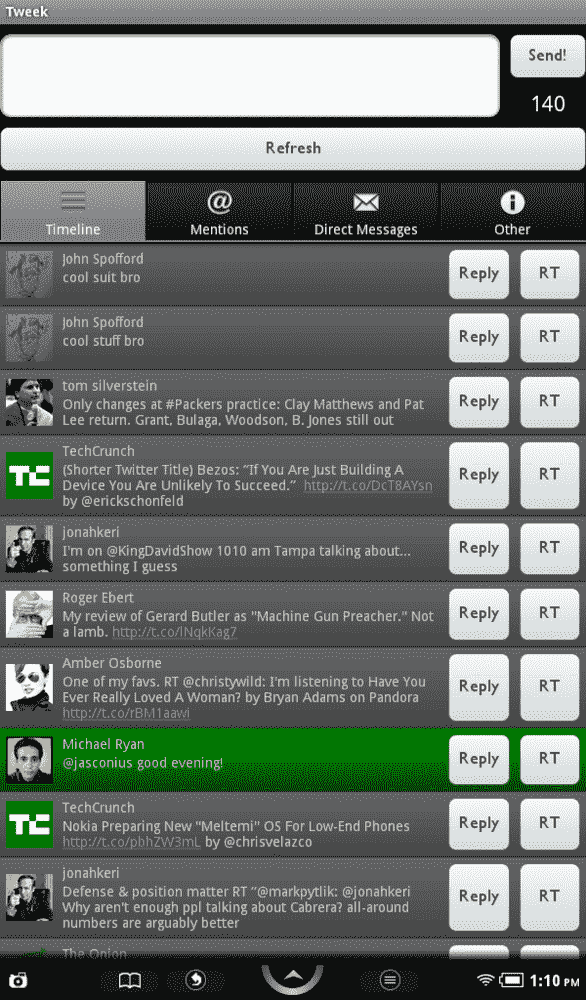 Tweek
Send!
140
Refresh
Timeline
@
Mentions
Direct Messages
Other
John Spofford
cool suit bro
Reply
RT
John Spofford
cool stuff bro
Reply
RT
tom silverstein
Only changes at #Packers practice: Clay Matthews and Pat
Lee return. Grant, Bulaga, Woodson, B. Jones still out
Reply
RT
TC
TechCrunch
(Shorter Twitter Title) Bezos: “If You Are Just Building A
Device You Are Unlikely To Succeed.” http://t.co/DcT8AYsn
by @erickschonfeld
Reply
RT
jonahkeri
I'm on @KingDavidShow 1010 am Tampa talking about...
something I guess
Reply
RT
Roger Ebert
My review of Gerard Butler as "Machine Gun Preacher." Not
a lamb. http://t.co/lNqkKag7
Reply
RT
Amber Osborne
One of my favs. RT @christywild: I'm listening to Have You
Ever Really Loved A Woman? by Bryan Adams on Pandora
http://t.co/rBM1aawi
Reply
RT
Michael Ryan
@jasconius good evening!
Reply
RT
TC
TechCrunch
Nokia Preparing New "Meltemi" OS For Low-End Phones
http://t.co/pbhZW3mL by @chrisvelazco
Reply
RT
jonahkeri
Defense & position matter RT “@markpytlik: @jonahkeri
Why aren't enough ppl talking about Cabrera? all-around
numbers are arguably better
Reply
RT
The Onion
1:10 PM